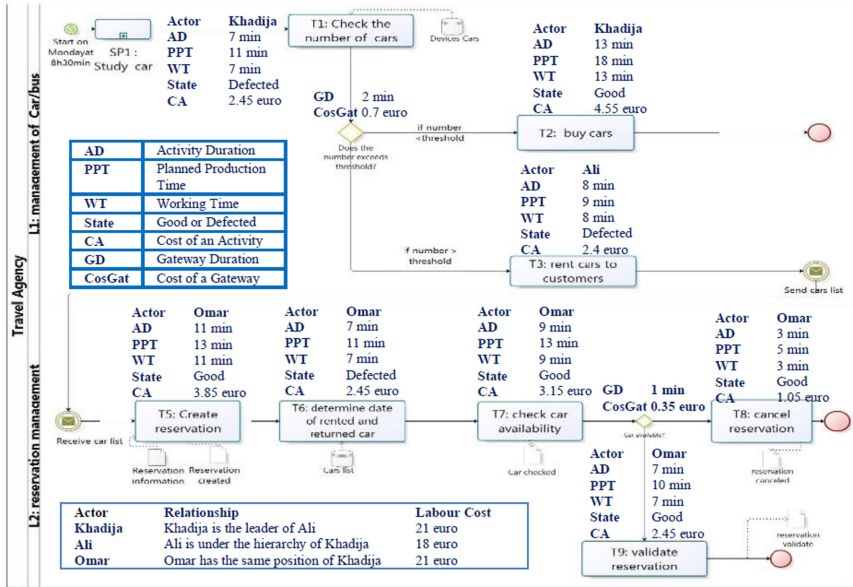 Travel Agency
L1: management of Car/bus
Start on
Mondayat
8h30min
SP1 :
Study car
Actor Khadija
AD 7 min
PPT 11 min
WT 7 min
State Defected
CA 2.45 euro
T1: Check the
number of cars
Devices Cars
GD 2 min
CosGat 0.7 euro
Does the
number exceeds
threshold?
if number
<threshold
Actor Khadija
AD 13 min
PPT 18 min
WT 13 min
State Good
CA 4.55 euro
T2: buy cars
AD Activity Duration
PPT Planned Production
Time
WT Working Time
State Good or Defected
CA Cost of an Activity
GD Gateway Duration
CosGat Cost of a Gateway
Actor Ali
AD 8 min
PPT 9 min
WT 8 min
State Defected
CA 2.4 euro
if number >
threshold
T3: rent cars to
customers
Send cars list
L2: reservation management
Receive car list
Actor Omar
AD 11 min
PPT 13 min
WT 11 min
State Good
CA 3.85 euro
T5: Create
reservation
Reservation
information
Reservation
created
Actor Omar
AD 7 min
PPT 11 min
WT 7 min
State Defected
CA 2.45 euro
T6: determine date
of rented and
returned car
Cars list
Actor Omar
AD 9 min
PPT 13 min
WT 9 min
State Good
CA 3.15 euro
T7: check car
availability
Car checked
GD 1 min
CosGat 0.35 euro
Car available?
Actor Omar
AD 3 min
PPT 5 min
WT 3 min
State Good
CA 1.05 euro
T8: cancel
reservation
reservation
canceled
Actor Omar
AD 7 min
PPT 10 min
WT 7 min
State Good
CA 2.45 euro
T9: validate
reservation
reservation
validate
Actor Relationship Labour Cost
Khadija Khadija is the leader of Ali 21 euro
Ali Ali is under the hierarchy of Khadija 18 euro
Omar Omar has the same position of Khadija 21 euro